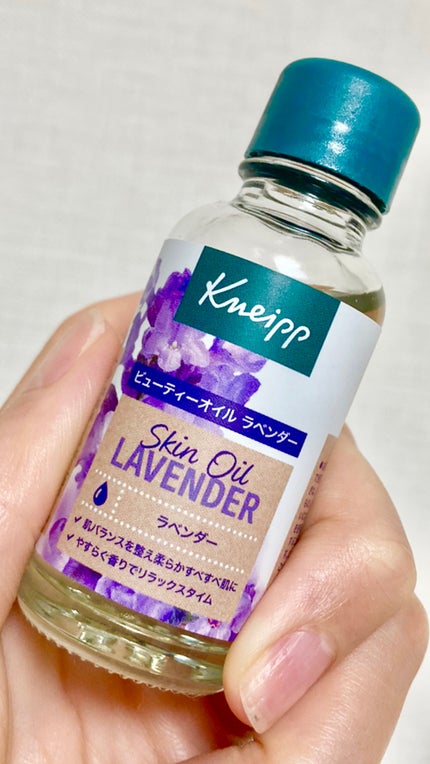 Kneipp
ビューティーオイル ラベンダー
Skin Oil
LAVENDER
ラベンダー
✓ 肌バランスを整え柔らかすべすべ肌に
✓ やすらぐ香りでリラックスタイム